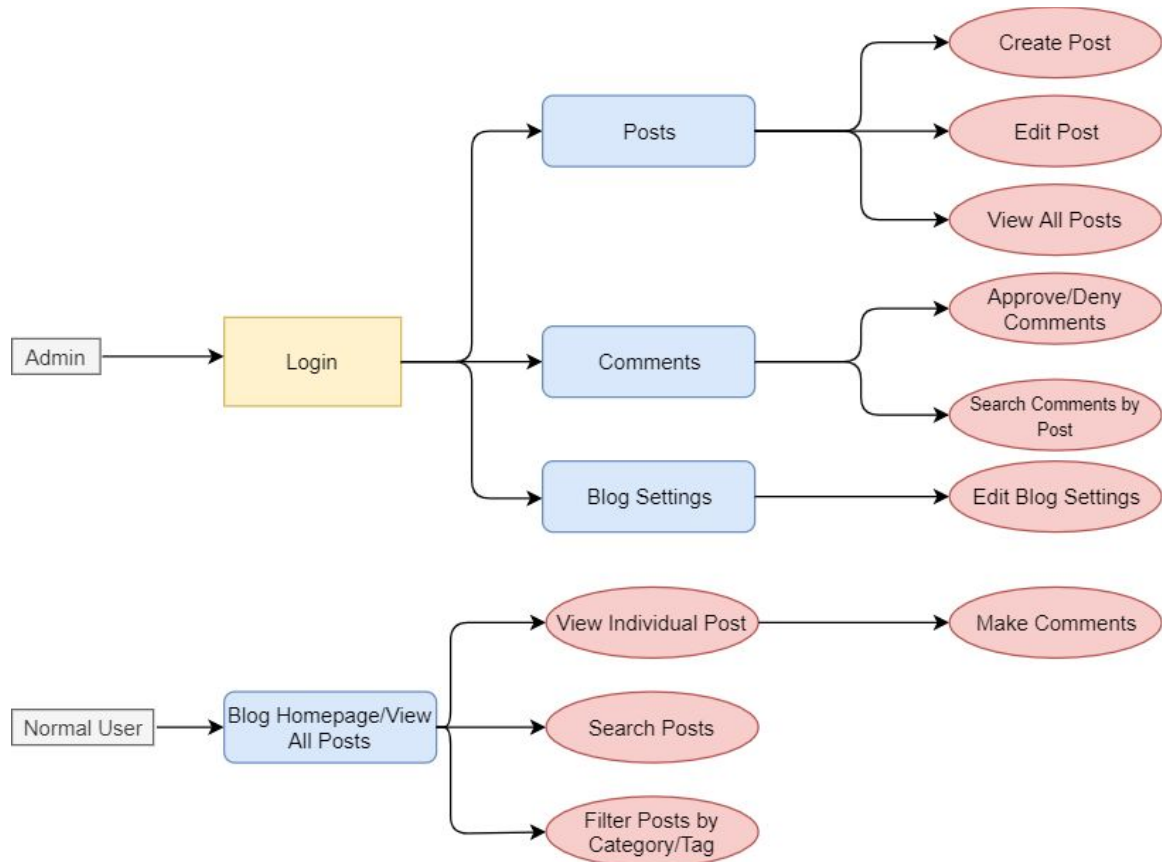 Create Post
Posts
Edit Post
View All Posts
Admin
Login
Comments
Approve/Deny
Comments
Search Comments by
Post
Blog Settings
Edit Blog Settings
View Individual Post
Make Comments
Normal User
Blog Homepage/View
All Posts
Search Posts
Filter Posts by
Category/Tag